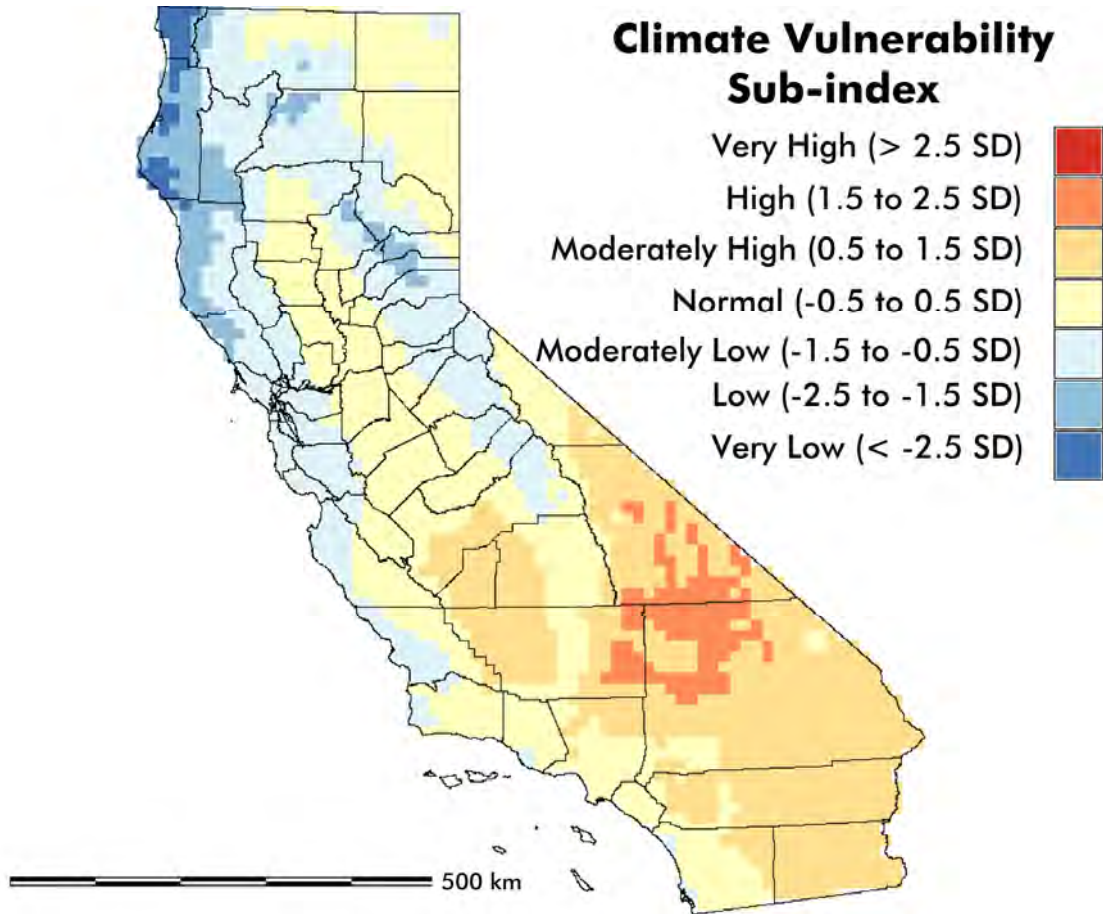 Climate Vulnerability
Sub-index
Very High (> 2.5 SD)
High (1.5 to 2.5 SD)
Moderately High (0.5 to 1.5 SD)
Normal (-0.5 to 0.5 SD)
Moderately Low (-1.5 to -0.5 SD)
Low (-2.5 to -1.5 SD)
Very Low (< -2.5 SD)
500 km